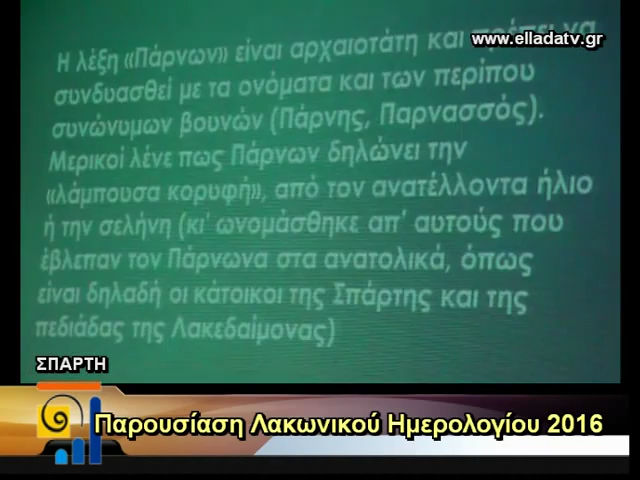 www.elladatv.gr
Η λέξη «Πάρνων» είναι αρχαιοτάτη και πρέπει να
συνδυασθεί με τα ονόματα και των περίπου
συνώνυμων βουνών (Πάρνης, Παρνασσός).
Μερικοί λένε πως Πάρνων δηλώνει την
«λάμπουσα κορυφή», από τον ανατέλλοντα ήλιο
ή την σελήνη (κι' ωνομάσθηκε απ' αυτούς που
έβλεπαν τον Πάρνωνα στα ανατολικά, όπως
είναι δηλαδή οι κάτοικοι της Σπάρτης και της
πεδιάδας της Λακεδαίμονας)
ΣΠΑΡΤΗ
Παρουσίαση Λακωνικού Ημερολογίου 2016